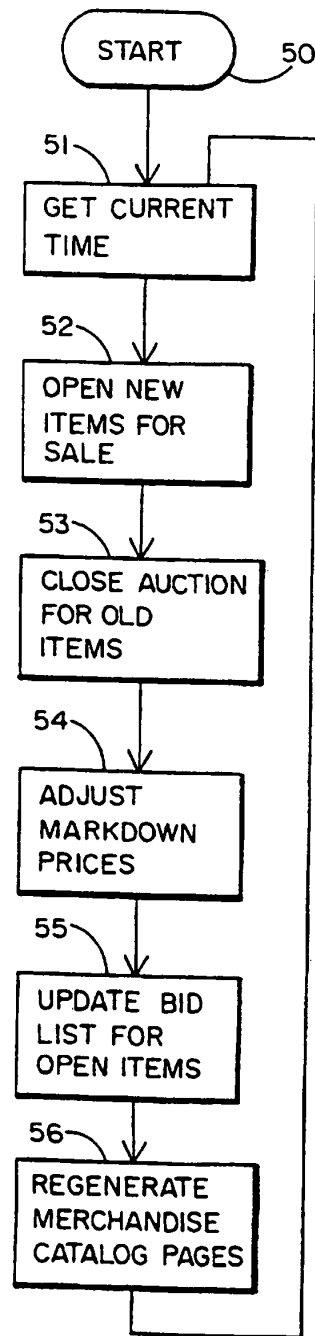 START
50
51
GET CURRENT
TIME
52
OPEN NEW
ITEMS FOR
SALE
53
CLOSE AUCTION
FOR OLD
ITEMS
54
ADJUST
MARKDOWN
PRICES
55
UPDATE BID
LIST FOR
OPEN ITEMS
56
REGENERATE
MERCHANDISE
CATALOG PAGES